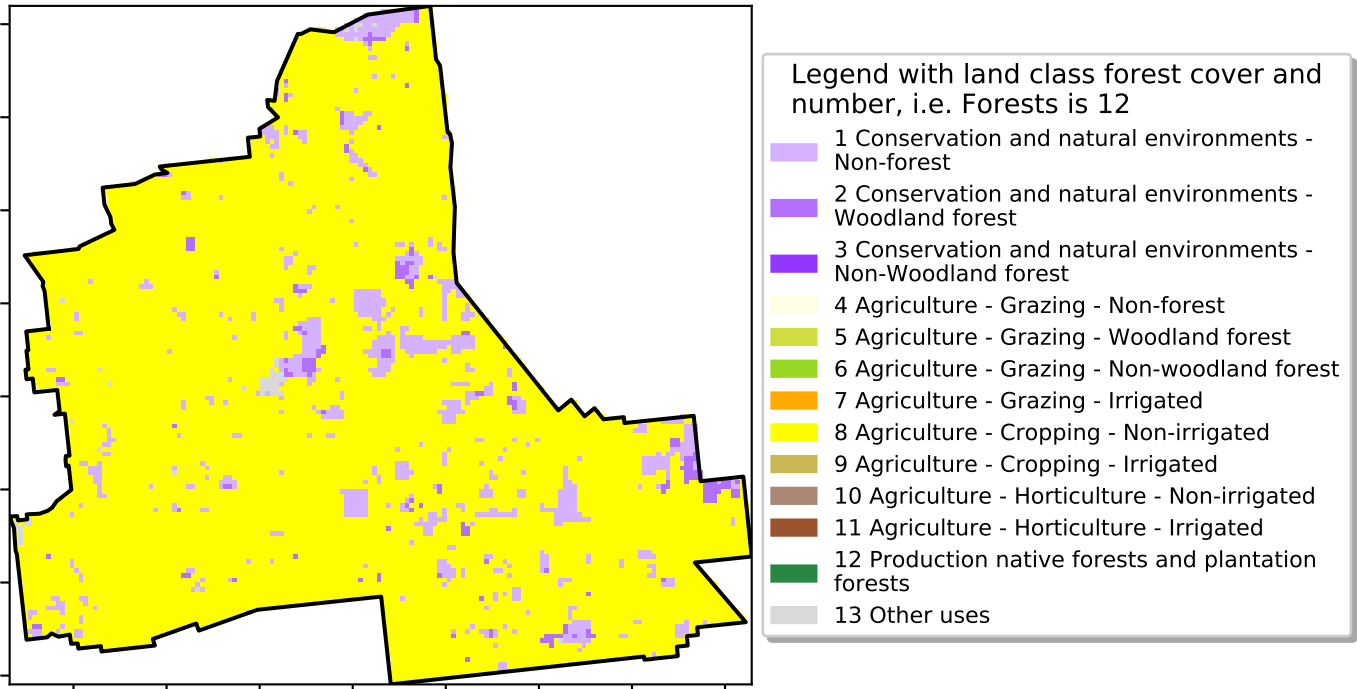 Legend with land class forest cover and
number, i.e. Forests is 12
1 Conservation and natural environments -
Non-forest
2 Conservation and natural environments -
Woodland forest
3 Conservation and natural environments -
Non-Woodland forest
4 Agriculture - Grazing - Non-forest
5 Agriculture - Grazing - Woodland forest
6 Agriculture - Grazing - Non-woodland forest
7 Agriculture - Grazing - Irrigated
8 Agriculture - Cropping - Non-irrigated
9 Agriculture - Cropping - Irrigated
10 Agriculture - Horticulture - Non-irrigated
11 Agriculture - Horticulture - Irrigated
12 Production native forests and plantation
forests
13 Other uses